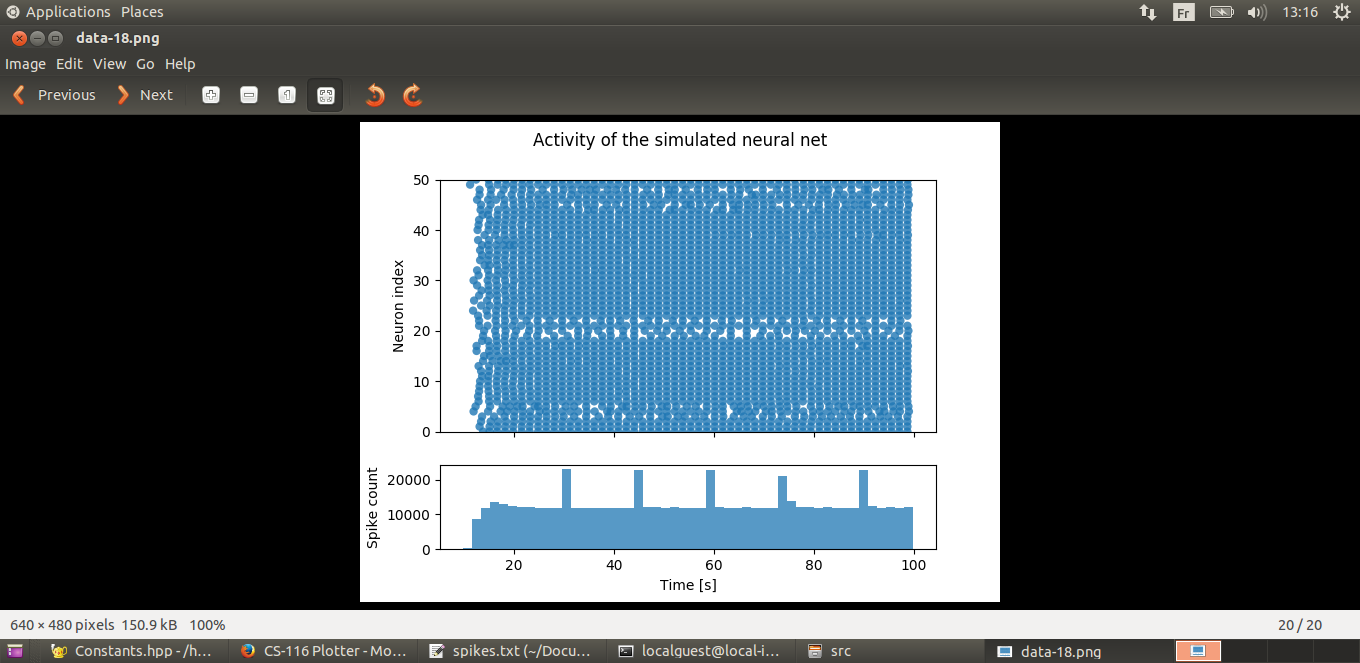 Applications Places Fr 13:16
data-18.png
Image Edit View Go Help
Previous Next
Activity of the simulated neural net
50
40
30
20
10
0
Neuron index
20000
10000
0
Spike count
20 40 60 80 100
Time [s]
640 × 480 pixels 150.9 kB 100% 20 / 20
Constants.hpp - /h... CS-116 Plotter - Mo... spikes.txt (~/Docu... localguest@local-i... src data-18.png